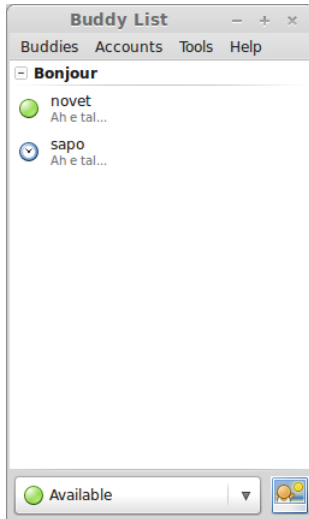 Buddy List
Buddies Accounts Tools Help
Bonjour
novet
Ah e tal...
sapo
Ah e tal...
Available